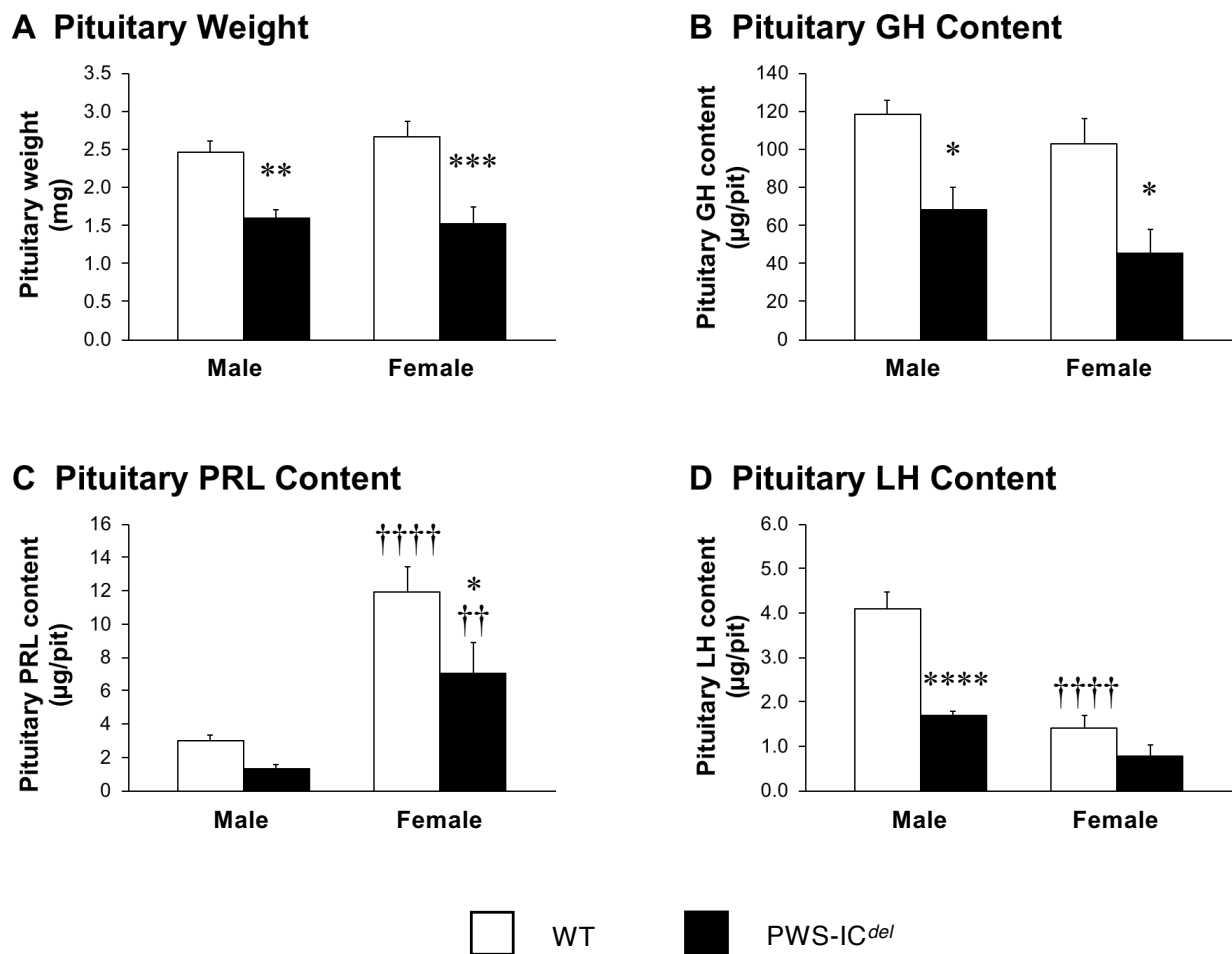 A Pituitary Weight
Pituitary weight
(mg)
3.5
3.0
2.5
2.0
1.5
1.0
0.5
0.0
**
***
Male Female
B Pituitary GH Content
Pituitary GH content
(µg/pit)
140
120
100
80
60
40
20
0
*
*
Male Female
C Pituitary PRL Content
Pituitary PRL content
(µg/pit)
16
14
12
10
8
6
4
2
0
††††
*
††
Male Female
D Pituitary LH Content
Pituitary LH content
(µg/pit)
6.0
5.0
4.0
3.0
2.0
1.0
0.0
****
††††
Male Female
WT PWS-ICdel